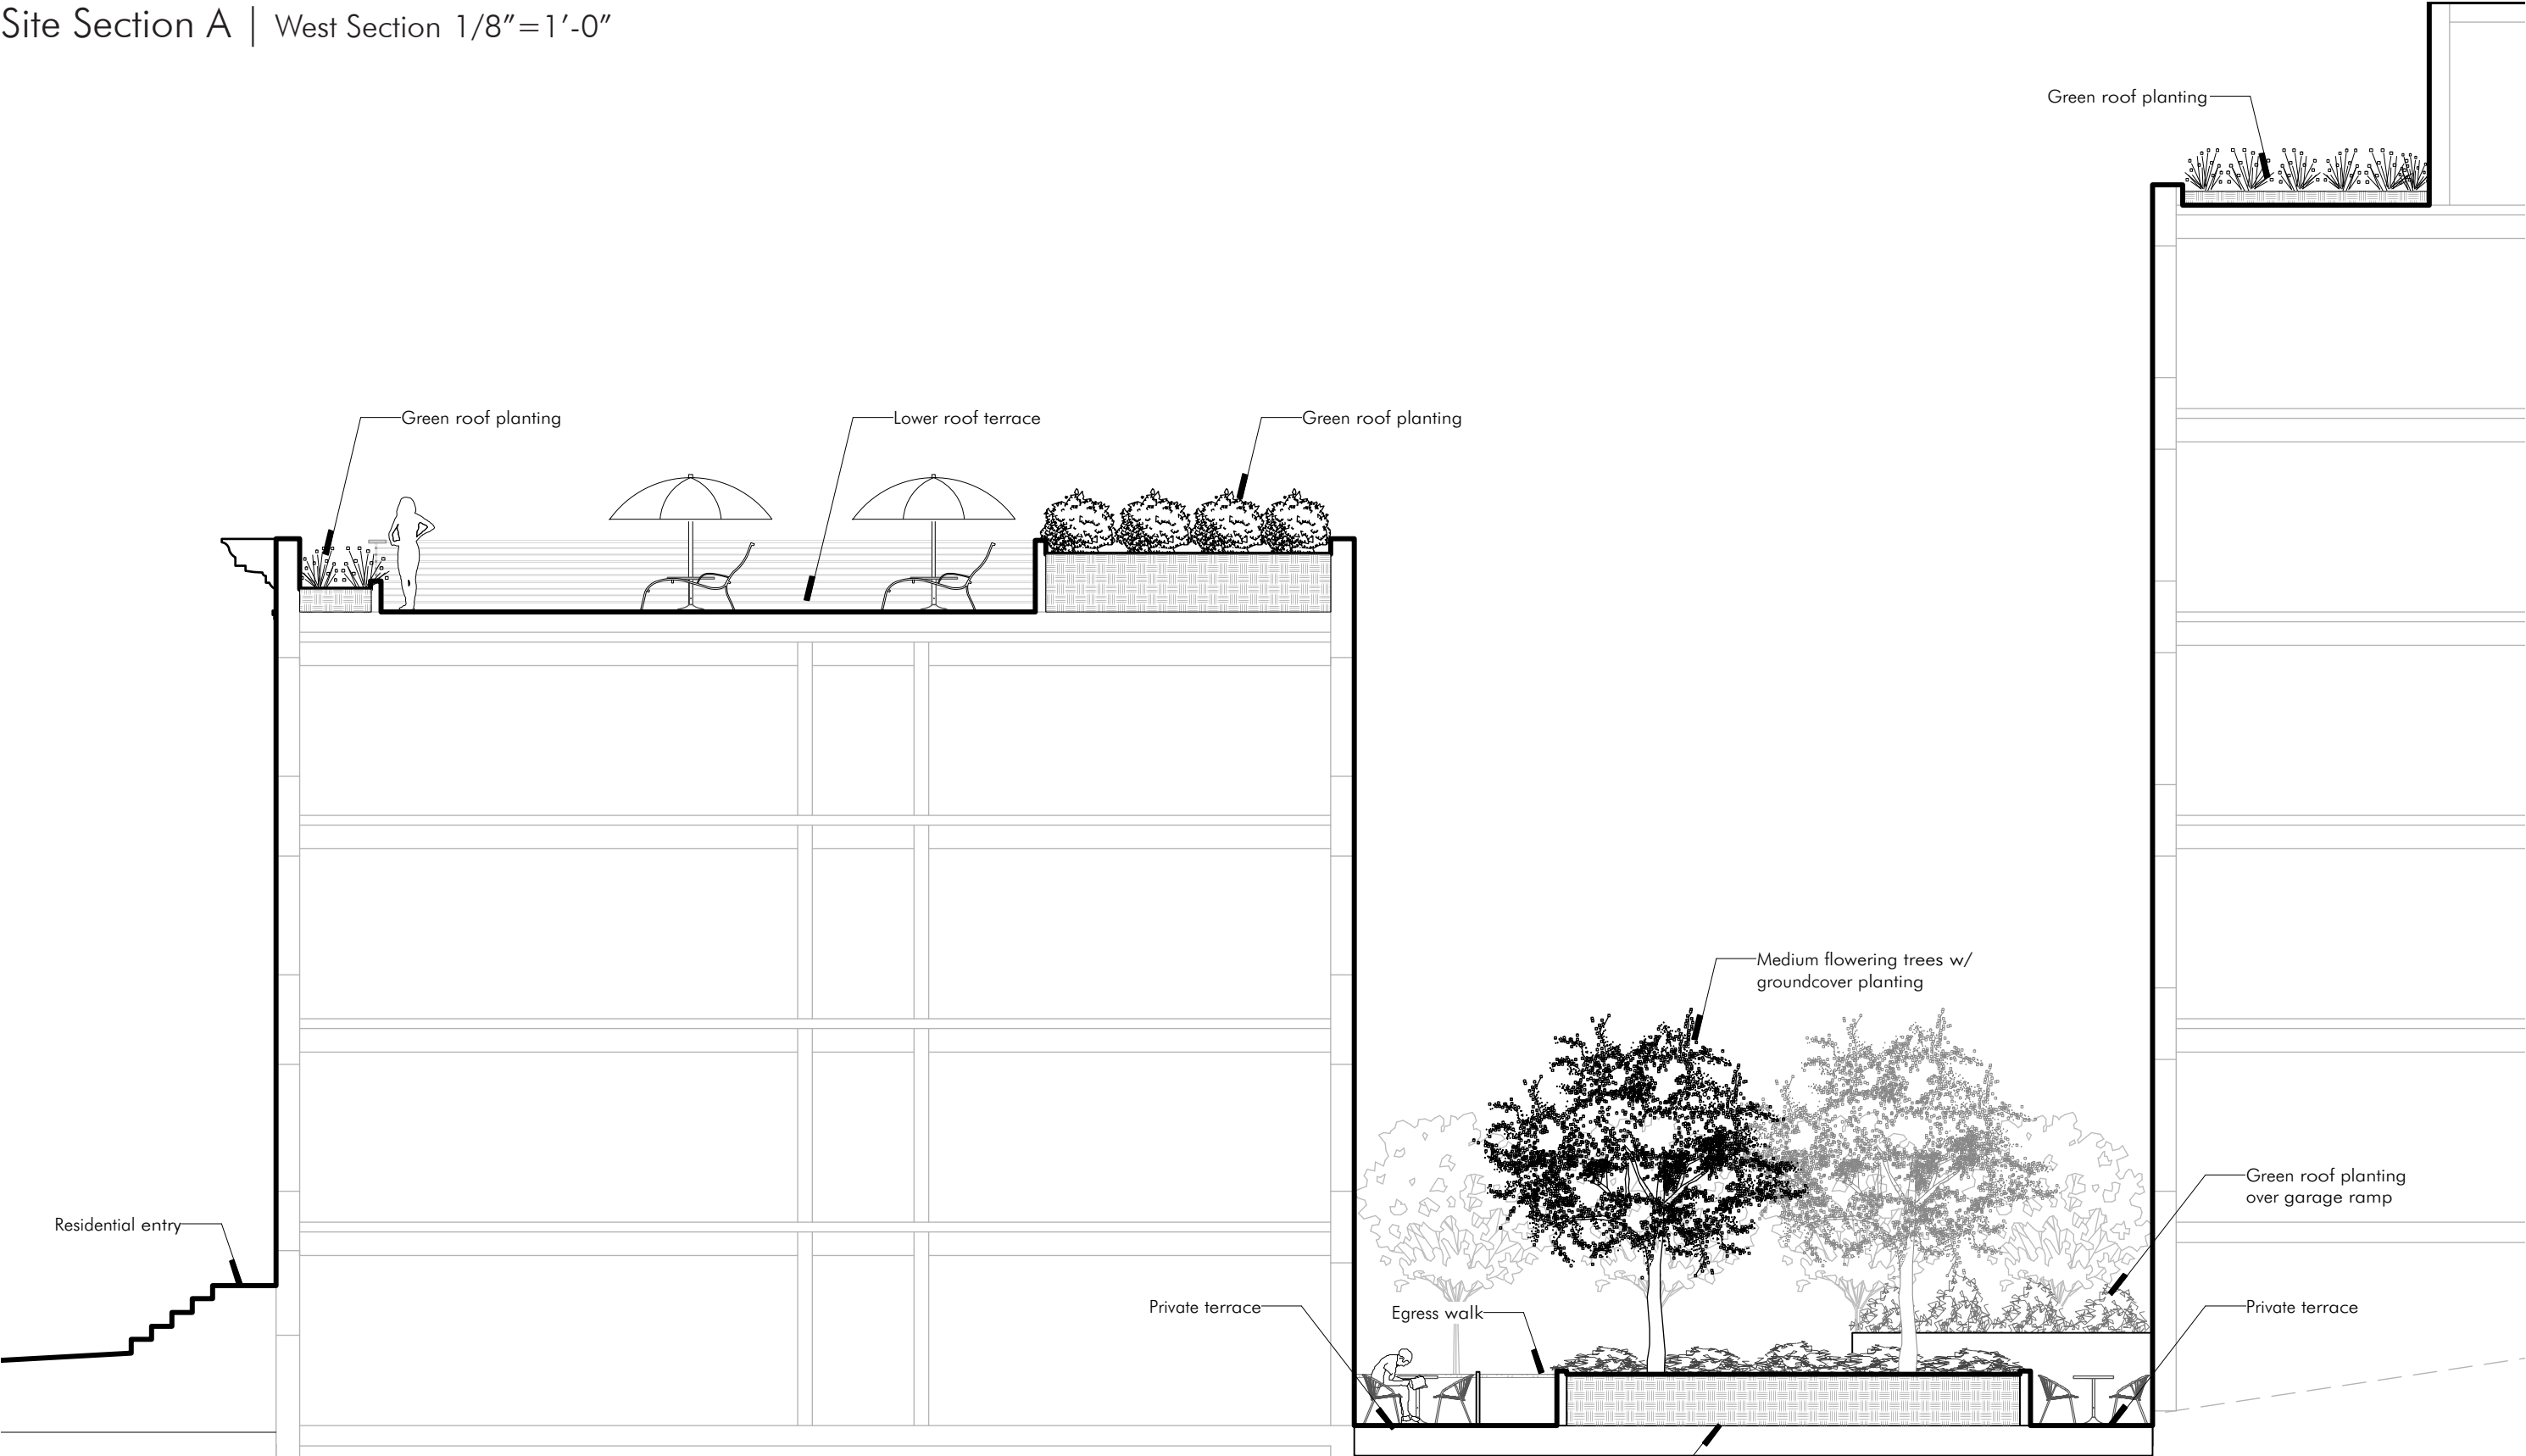 Site Section A | West Section 1/8"=1'-0"
Green roof planting
Green roof planting
Lower roof terrace
Green roof planting
Medium flowering trees w/
groundcover planting
Green roof planting
over garage ramp
Residential entry
Private terrace
Egress walk
Private terrace